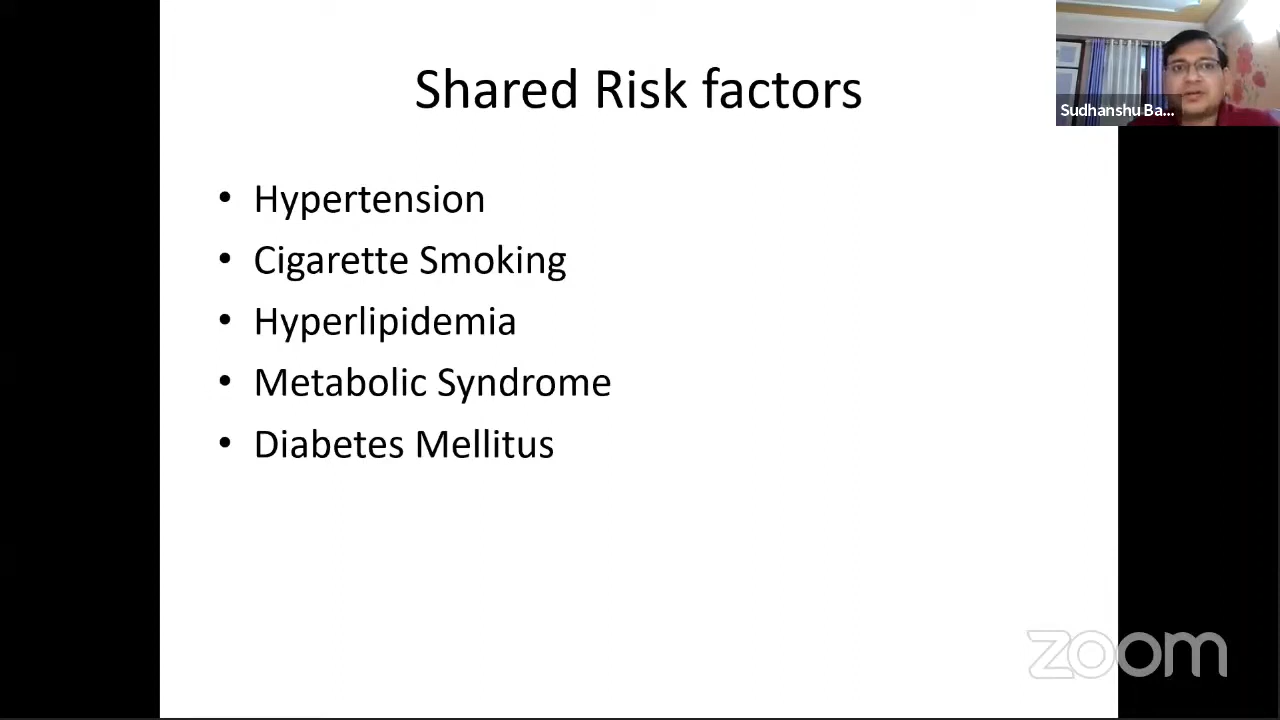 Shared Risk factors
Sudhanshu Ba...
• Hypertension
• Cigarette Smoking
• Hyperlipidemia
• Metabolic Syndrome
• Diabetes Mellitus
zoom